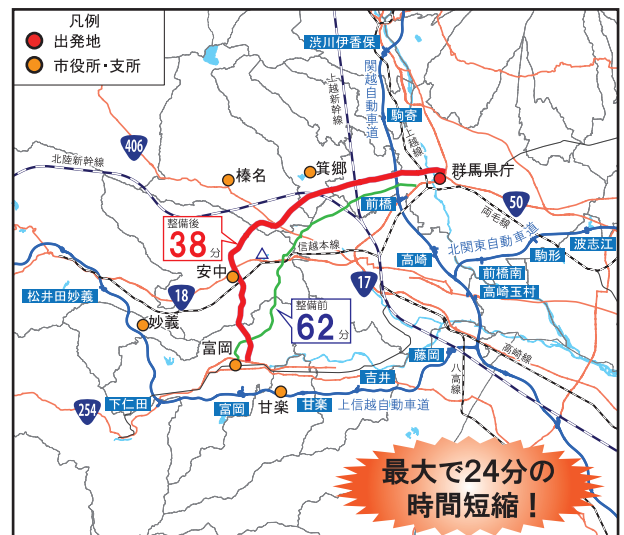 凡例
出発地
市役所・支所
渋川伊香保
関越自動車道
上越新幹線
駒寄
上越線
406
北陸新幹線
榛名
箕郷
群馬県庁
前橋
50
両毛線
整備後
38分
北関東自動車道
波志江
駒形
前橋南
信越本線
高崎
安中
17
高崎玉村
松井田妙義
18
妙義
整備前
62分
富岡
藤岡
高崎線
八高線
吉井
254
下仁田
富岡
甘楽
甘楽
上信越自動車道
最大で24分の
時間短縮！